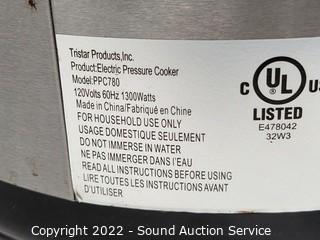 Tristar Products,Inc.
Product:Electric Pressure Cooker
Model:PPC780
120Volts 60Hz 1300Watts
Made in China/Fabriqué en Chine
FOR HOUSEHOLD USE ONLY
USAGE DOMESTIQUE SEULEMENT
DO NOT IMMERSE IN WATER
NE PAS IMMERGER DANS I'EAU
READ ALL INSTRUCTIONS BEFORE USING
LIRE TOUTES LES INSTRUCTIONS AVANT
D'UTILISER
C UL US
LISTED
E478042
32W3
Copyright 2022 - Sound Auction Service